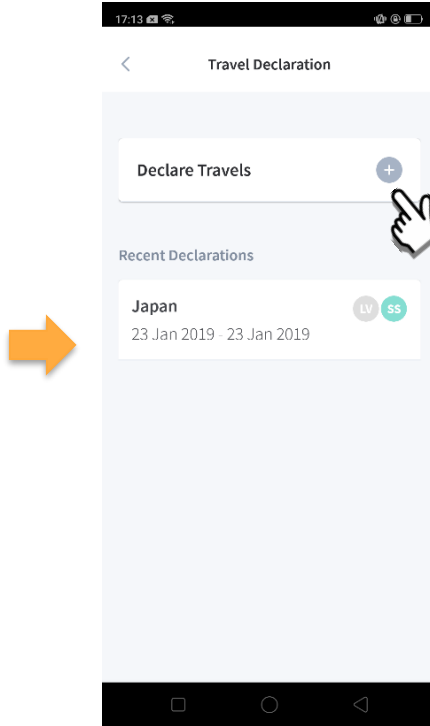 17:13
Travel Declaration
Declare Travels
Recent Declarations
Japan
LV SS
23 Jan 2019 - 23 Jan 2019